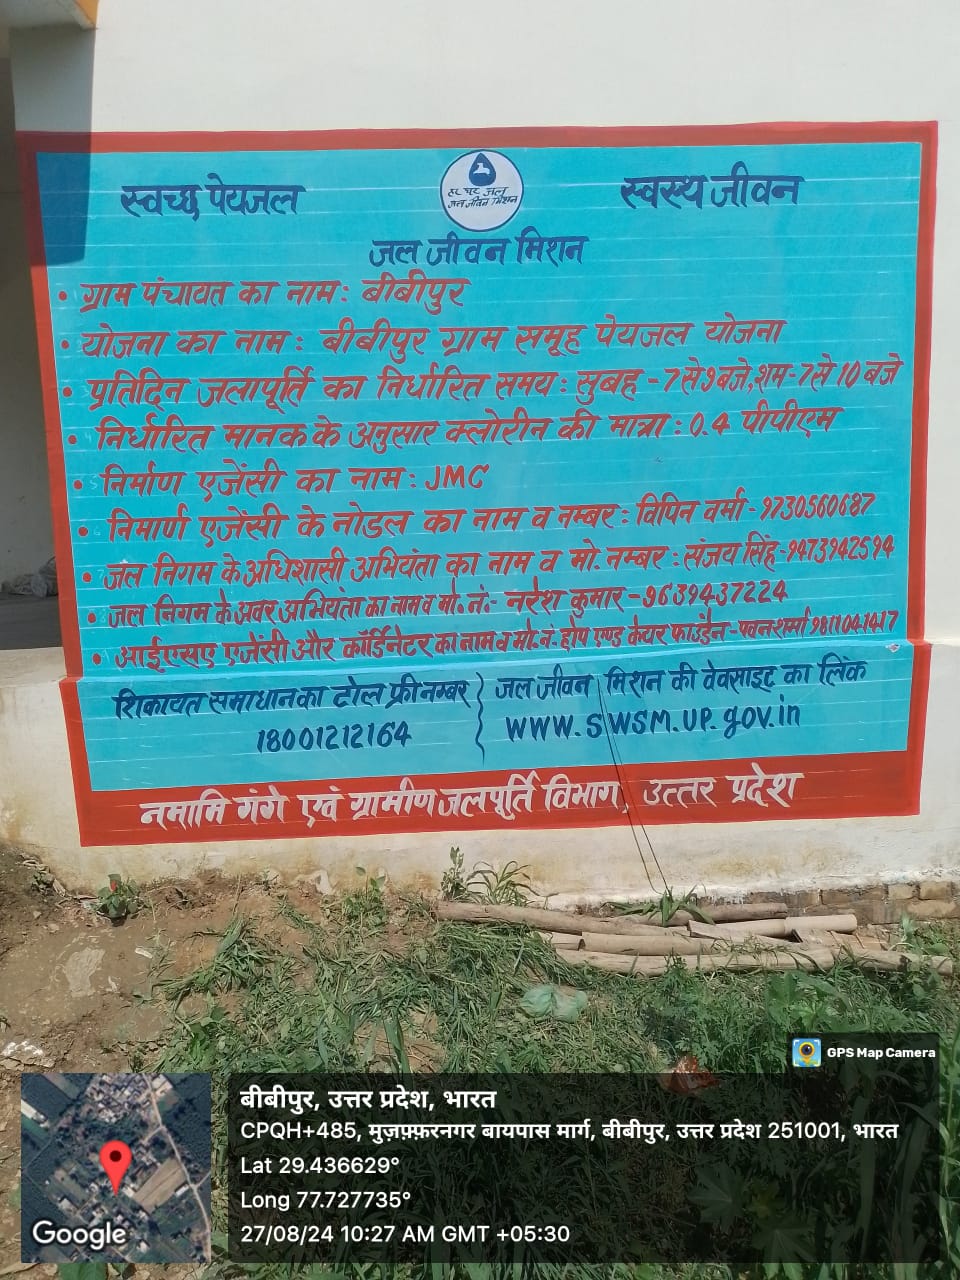 स्वच्छ पेयजल
हर घर जल
जल जीवन मिशन
स्वस्थ जीवन
जल जीवन मिशन
• ग्राम पंचायत का नाम: बीबीपुर
• योजना का नाम: बीबीपुर ग्राम समूह पेयजल योजना
• प्रतिदिन जलापूर्ति का निर्धारित समय: सुबह - 7 से 9 बजे, शाम- 7 से 10 बजे
• निर्धारित मानक के अनुसार क्लोरीन की मात्रा: 0.4 पीपीएम
• निर्माण एजेंसी का नाम: JMC
• निमार्ण एजेंसी के नोडल का नाम व नम्बर: विपिन वर्मा- 9730560687
• जल निगम के अधिशासी अभियंता का नाम व मो. नम्बर: संजय सिंह-9473942594
• जल निगम के अवर अभियंता का नाम व मो. नं:- नरेश कुमार - 9639437224
• आईएसए एजेंसी और कॉर्डिनेटर का नाम व मो. नं. होप एण्ड केयर फाउंडेन - पवन शर्मा 9811041417
शिकायत समाधान का टोल फ्री नम्बर
18001212164
जल जीवन मिशन की वेवसाइट का लिंक
www.swsm.up.gov.in
नमामि गंगे एवं ग्रामीण जलपूर्ति विभाग, उत्तर प्रदेश
GPS Map Camera
बीबीपुर, उत्तर प्रदेश, भारत
CPQH+485, मुज़फ़्फ़रनगर बायपास मार्ग, बीबीपुर, उत्तर प्रदेश 251001, भारत
Lat 29.436629°
Long 77.727735°
27/08/24 10:27 AM GMT +05:30
Google